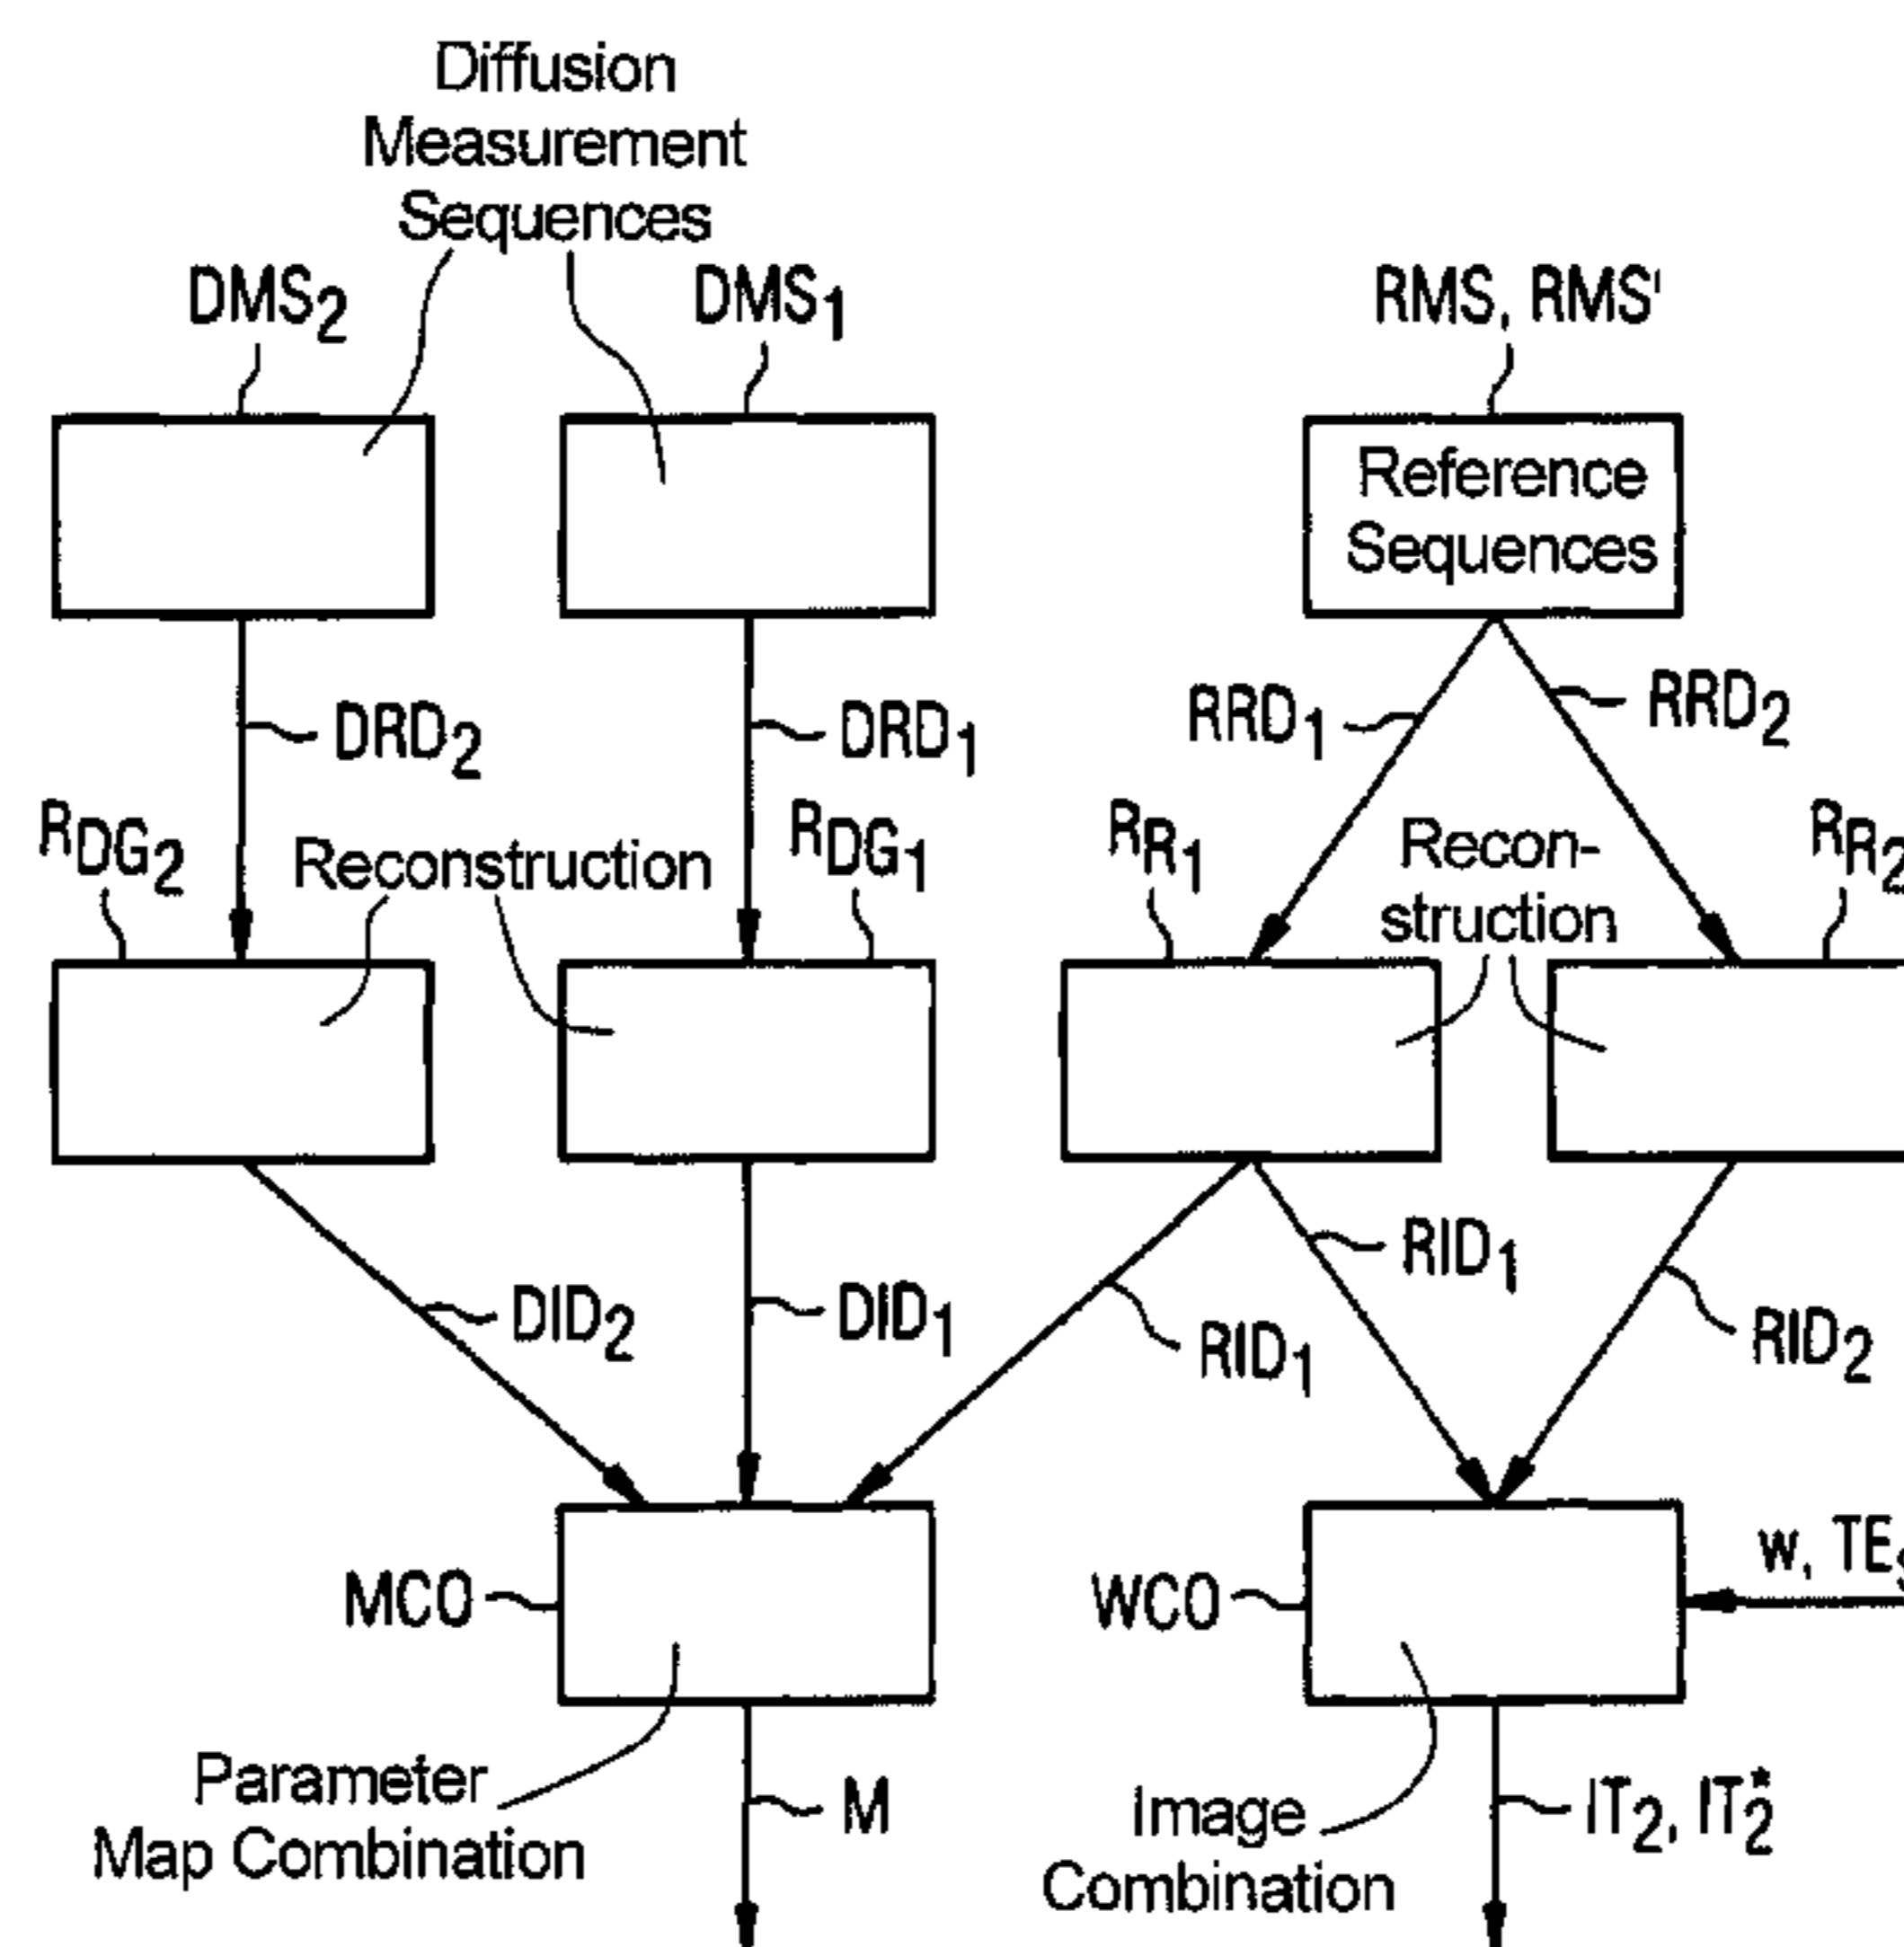 Diffusion
Measurement
Sequences
DMS2
DMS1
RMS, RMS'
Reference
Sequences
DRD2
DRD1
RRD1
RRD2
RDG2
Reconstruction
RDG1
RR1
Recon-
struction
RR2
DID2
DID1
RID1
RID1
RID2
MCO
WCO
w, TE
Parameter
Map Combination
M
Image
Combination
IT2, IT2*